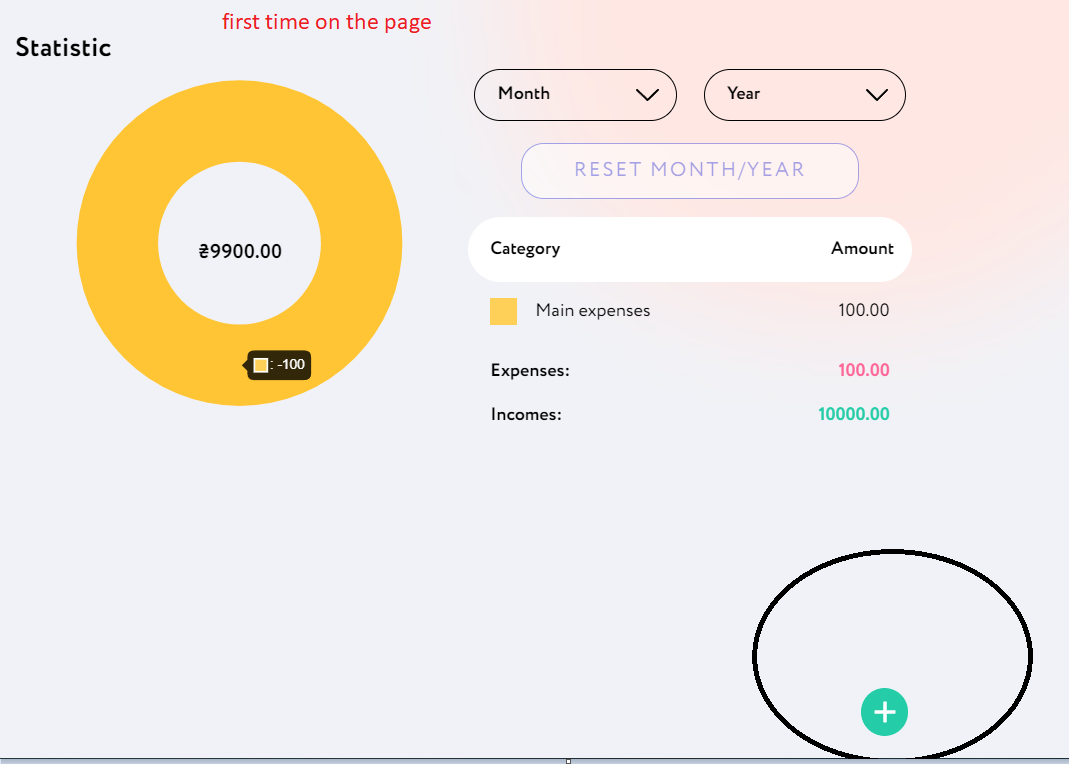 first time on the page
Statistic
Month
Year
RESET MONTH/YEAR
₴9900.00
Category
Amount
Main expenses
100.00
: -100
Expenses:
100.00
Incomes:
10000.00